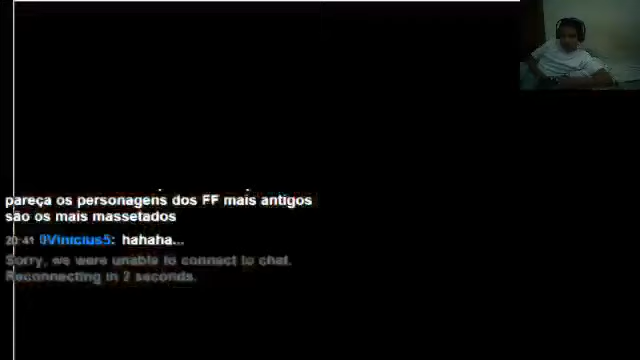 pareça os personagens dos FF mais antigos
são os mais massetados
20:41 0Vinicius5: hahaha...
Sorry, we were unable to connect to chat.
Reconnecting in 2 seconds.